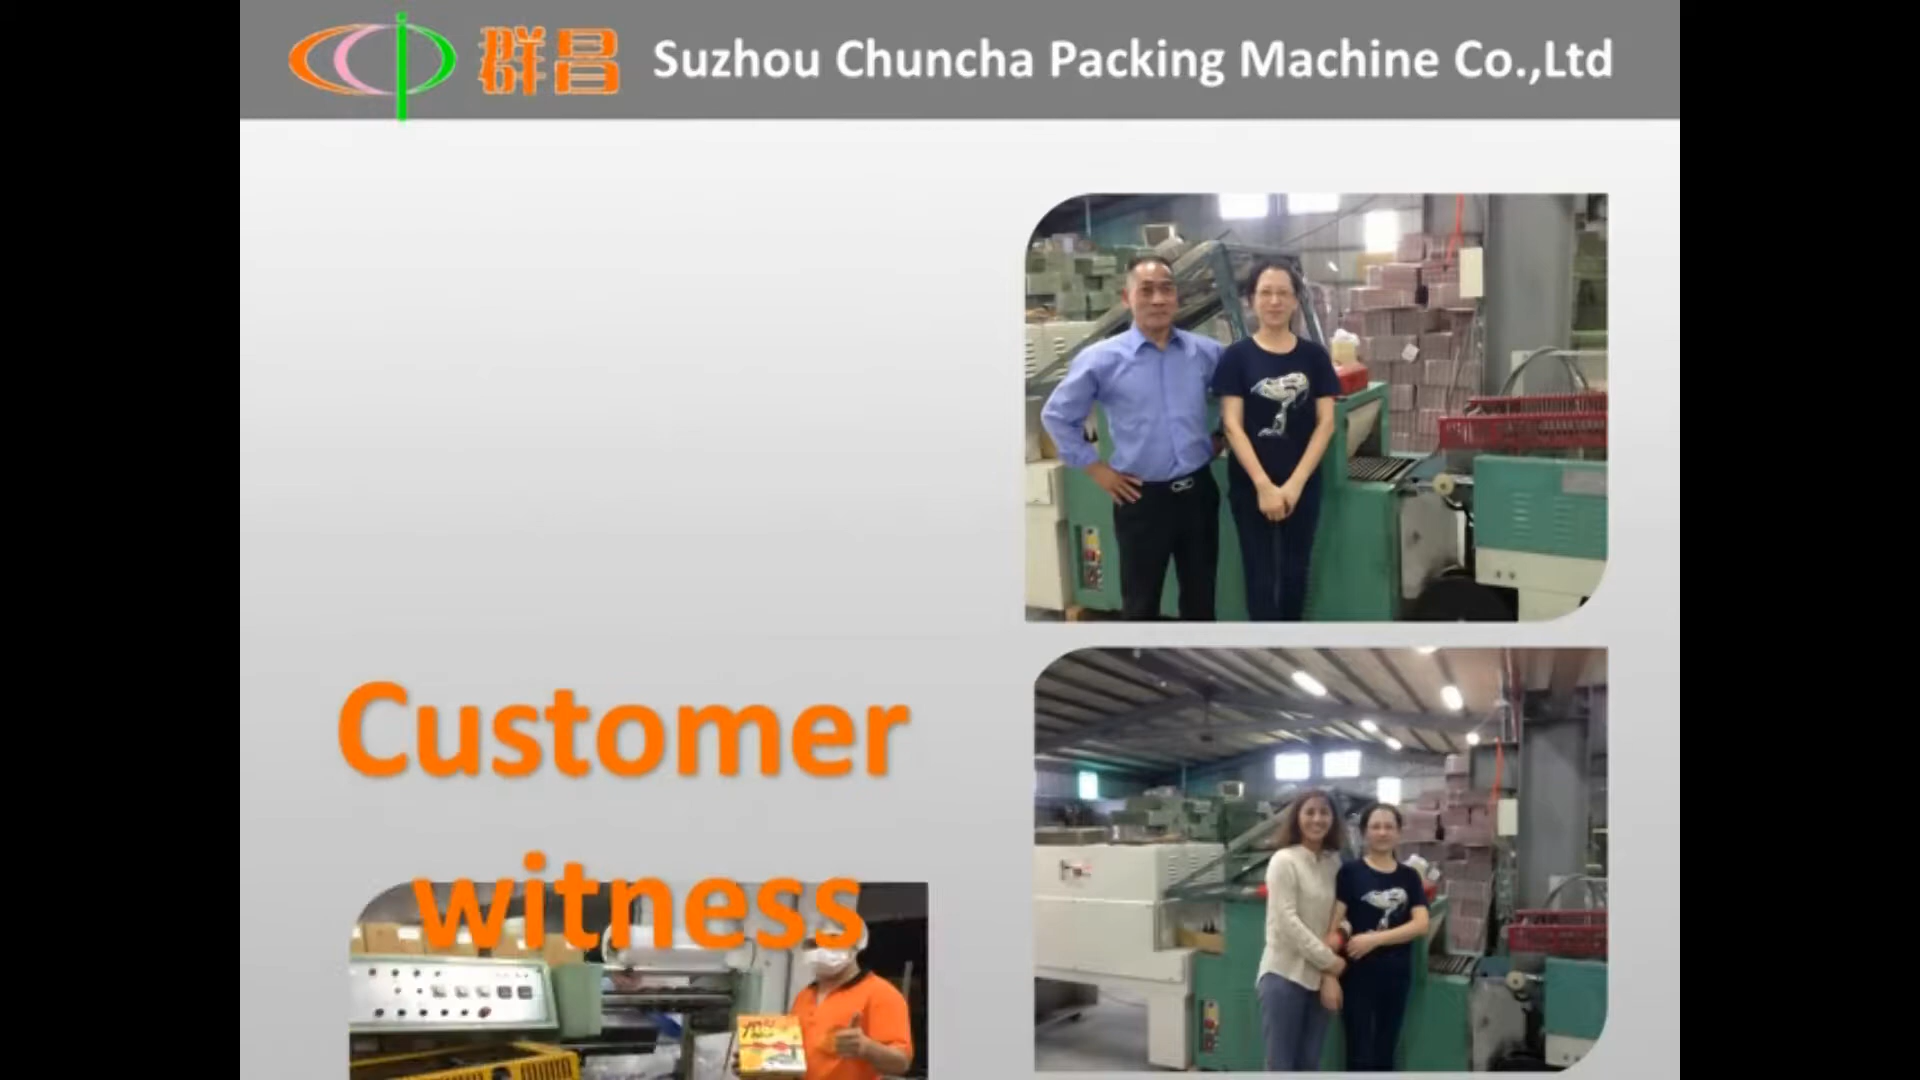 群昌 Suzhou Chuncha Packing Machine Co.,Ltd
Customer
witness